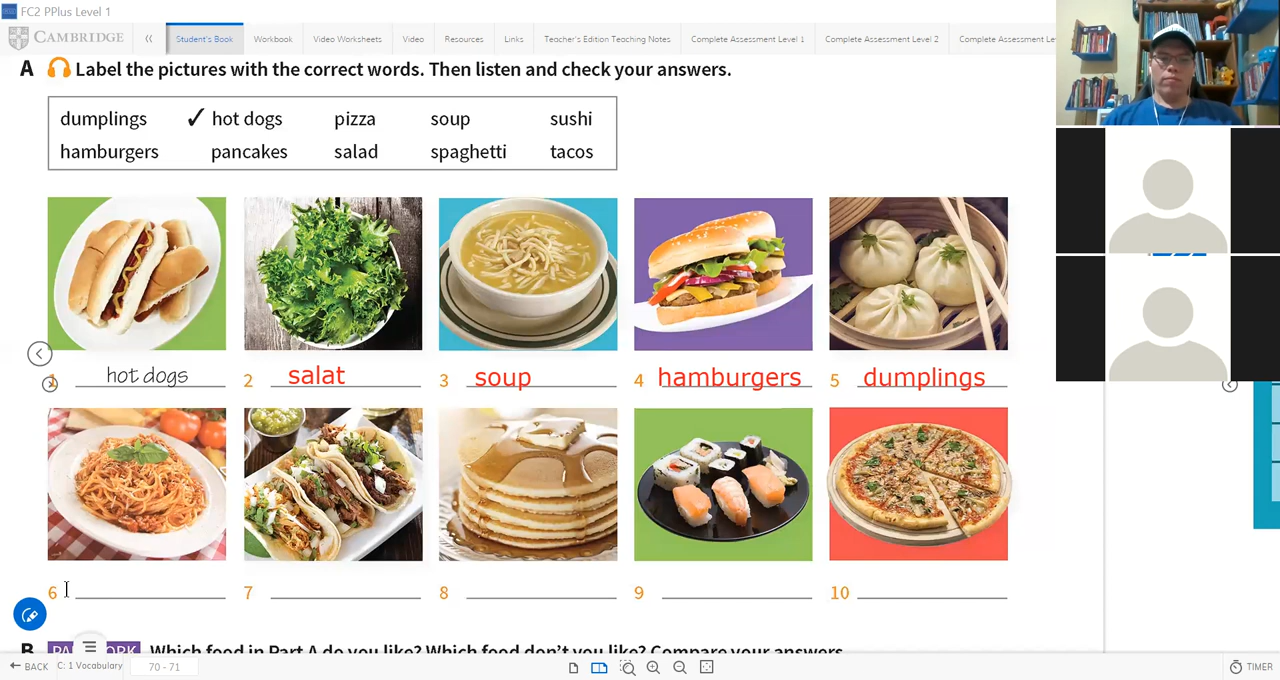 FC2 PPlus Level 1
CAMBRIDGE « Student's Book Workbook Video Worksheets Video Resources Links Teacher's Edition Teaching Notes Complete Assessment Level 1 Complete Assessment Level 2 Complete Assessment Le
A Label the pictures with the correct words. Then listen and check your answers.
dumplings ✓ hot dogs pizza soup sushi
hamburgers pancakes salad spaghetti tacos
1 hot dogs 2 salat 3 soup 4 hamburgers 5 dumplings
6 7 8 9 10
B Which food in Part A do you like? Which food don't you like? Compare your answers.
BACK C: 1 Vocabulary 70 - 71 TIMER